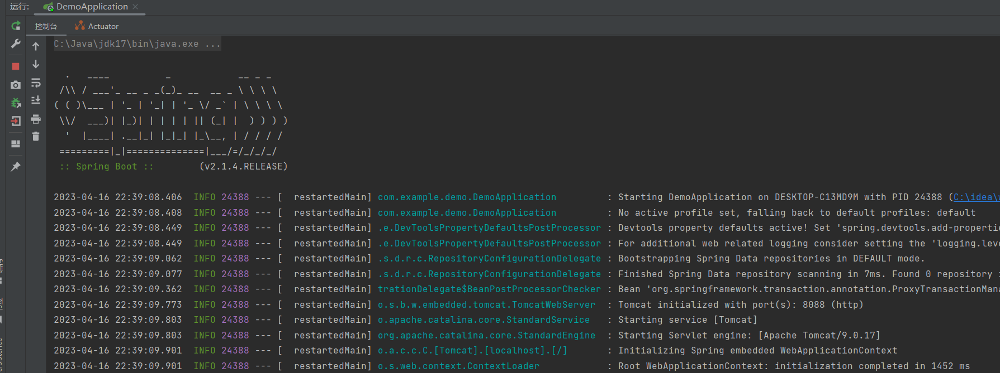 运行: DemoApplication ×
控制台 Actuator
C:\Java\jdk17\bin\java.exe ...
  .   ____          _            __ _ _
 /\\ / ___'_ __ _ _(_)_ __  __ _ \ \ \ \
( ( )\___ | '_ | '_| | '_ \/ _` | \ \ \ \
 \\/  ___)| |_)| | | | | || (_| |  ) ) ) )
  '  |____| .__|_| |_|_| |_\__, | / / / /
 =========|_|==============|___/=/_/_/_/
 :: Spring Boot ::        (v2.1.4.RELEASE)
2023-04-16 22:39:08.406  INFO 24388 --- [  restartedMain] com.example.demo.DemoApplication         : Starting DemoApplication on DESKTOP-C13MD9M with PID 24388 (C:\idea\
2023-04-16 22:39:08.408  INFO 24388 --- [  restartedMain] com.example.demo.DemoApplication         : No active profile set, falling back to default profiles: default
2023-04-16 22:39:08.449  INFO 24388 --- [  restartedMain] .e.DevToolsPropertyDefaultsPostProcessor : Devtools property defaults active! Set 'spring.devtools.add-properti
2023-04-16 22:39:08.449  INFO 24388 --- [  restartedMain] .e.DevToolsPropertyDefaultsPostProcessor : For additional web related logging consider setting the 'logging.lev
2023-04-16 22:39:09.062  INFO 24388 --- [  restartedMain] .s.d.r.c.RepositoryConfigurationDelegate : Bootstrapping Spring Data repositories in DEFAULT mode.
2023-04-16 22:39:09.077  INFO 24388 --- [  restartedMain] .s.d.r.c.RepositoryConfigurationDelegate : Finished Spring Data repository scanning in 7ms. Found 0 repository
2023-04-16 22:39:09.362  INFO 24388 --- [  restartedMain] trationDelegate$BeanPostProcessorChecker : Bean 'org.springframework.transaction.annotation.ProxyTransactionMana
2023-04-16 22:39:09.773  INFO 24388 --- [  restartedMain] o.s.b.w.embedded.tomcat.TomcatWebServer  : Tomcat initialized with port(s): 8088 (http)
2023-04-16 22:39:09.803  INFO 24388 --- [  restartedMain] o.apache.catalina.core.StandardService   : Starting service [Tomcat]
2023-04-16 22:39:09.803  INFO 24388 --- [  restartedMain] org.apache.catalina.core.StandardEngine  : Starting Servlet engine: [Apache Tomcat/9.0.17]
2023-04-16 22:39:09.901  INFO 24388 --- [  restartedMain] o.a.c.c.C.[Tomcat].[localhost].[/]       : Initializing Spring embedded WebApplicationContext
2023-04-16 22:39:09.901  INFO 24388 --- [  restartedMain] o.s.web.context.ContextLoader            : Root WebApplicationContext: initialization completed in 1452 ms